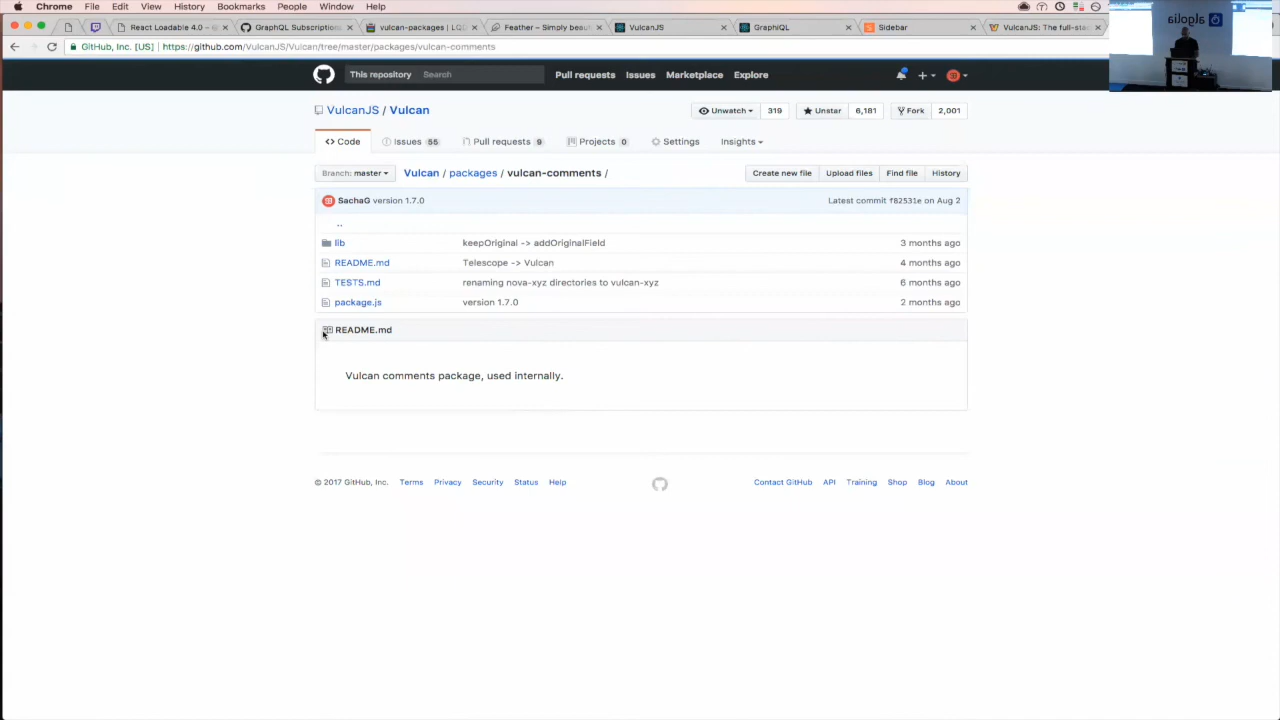 Chrome File Edit View History Bookmarks People Window Help
React Loadable 4.0 – GraphQL Subscriptions vulcan-packages | LQD Feather – Simply beau VulcanJS GraphiQL Sidebar VulcanJS: The full-stac
GitHub, Inc. [US] https://github.com/VulcanJS/Vulcan/tree/master/packages/vulcan-comments
algolia
This repository Search Pull requests Issues Marketplace Explore
VulcanJS / Vulcan Unwatch 319 Unstar 6,181 Fork 2,001
Code Issues 55 Pull requests 9 Projects 0 Settings Insights
Branch: master Vulcan / packages / vulcan-comments / Create new file Upload files Find file History
SachaG version 1.7.0 Latest commit f82531e on Aug 2
..
lib keepOriginal -> addOriginalField 3 months ago
README.md Telescope -> Vulcan 4 months ago
TESTS.md renaming nova-xyz directories to vulcan-xyz 6 months ago
package.js version 1.7.0 2 months ago
README.md
Vulcan comments package, used internally.
© 2017 GitHub, Inc. Terms Privacy Security Status Help Contact GitHub API Training Shop Blog About